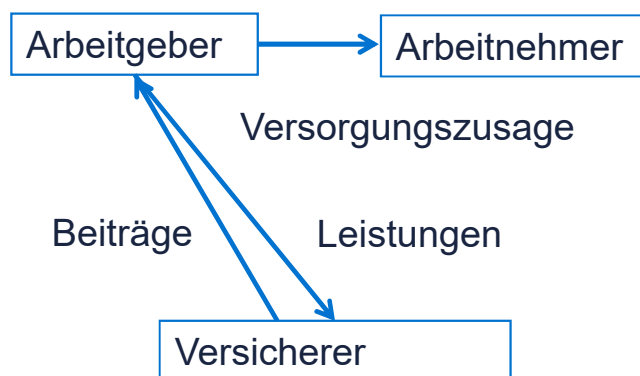 Arbeitgeber
Arbeitnehmer
Versorgungszusage
Beiträge
Leistungen
Versicherer